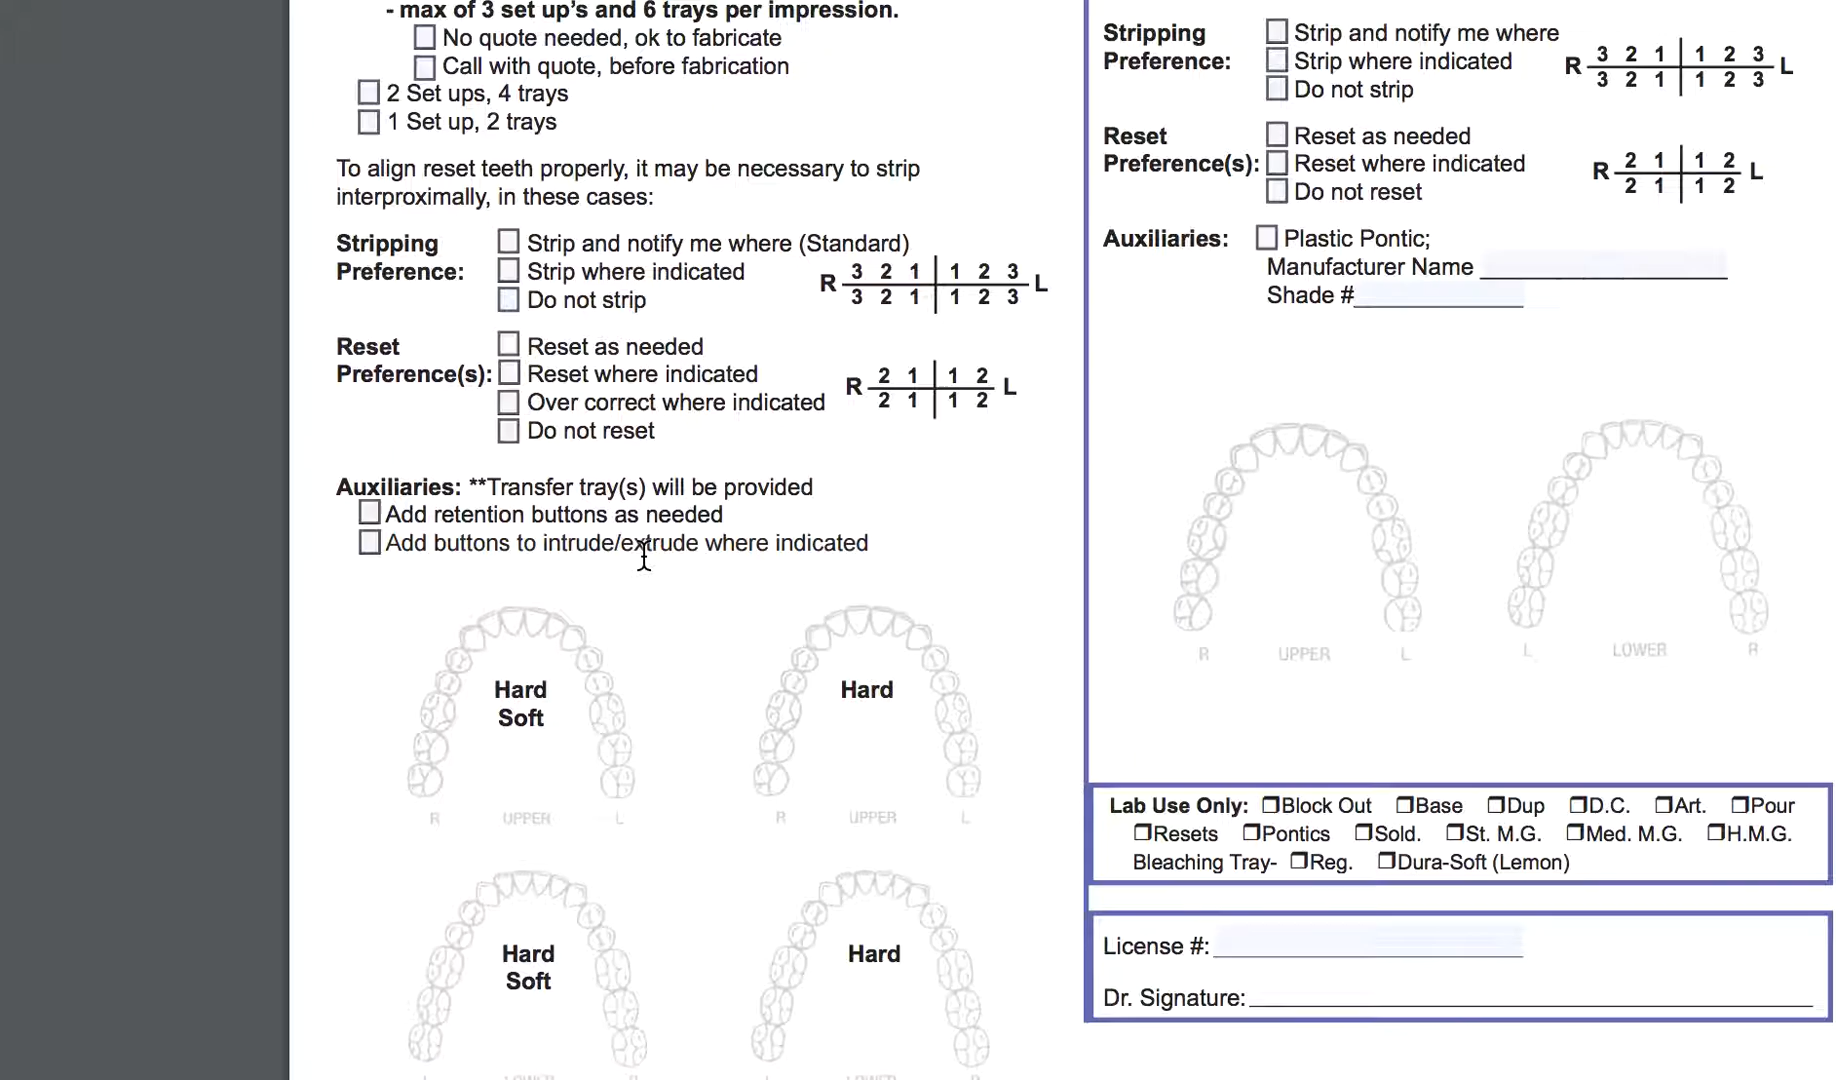 - max of 3 set up's and 6 trays per impression.
No quote needed, ok to fabricate
Call with quote, before fabrication
2 Set ups, 4 trays
1 Set up, 2 trays
To align reset teeth properly, it may be necessary to strip
interproximally, in these cases:
Stripping
Preference:
Strip and notify me where (Standard)
Strip where indicated
Do not strip
R 3 2 1 1 2 3 L
3 2 1 1 2 3
Reset
Preference(s):
Reset as needed
Reset where indicated
Over correct where indicated
Do not reset
R 2 1 1 2 L
2 1 1 2
Auxiliaries: **Transfer tray(s) will be provided
Add retention buttons as needed
Add buttons to intrude/extrude where indicated
Hard
Soft
R UPPER L
Hard
R UPPER L
Hard
Soft
L LOWER R
Hard
L LOWER R
Stripping
Preference:
Strip and notify me where
Strip where indicated
Do not strip
R 3 2 1 1 2 3 L
3 2 1 1 2 3
Reset
Preference(s):
Reset as needed
Reset where indicated
Do not reset
R 2 1 1 2 L
2 1 1 2
Auxiliaries: Plastic Pontic;
Manufacturer Name
Shade #
R UPPER L
L LOWER R
Lab Use Only: Block Out Base Dup D.C. Art. Pour
Resets Pontics Sold. St. M.G. Med. M.G. H.M.G.
Bleaching Tray- Reg. Dura-Soft (Lemon)
License #:
Dr. Signature: